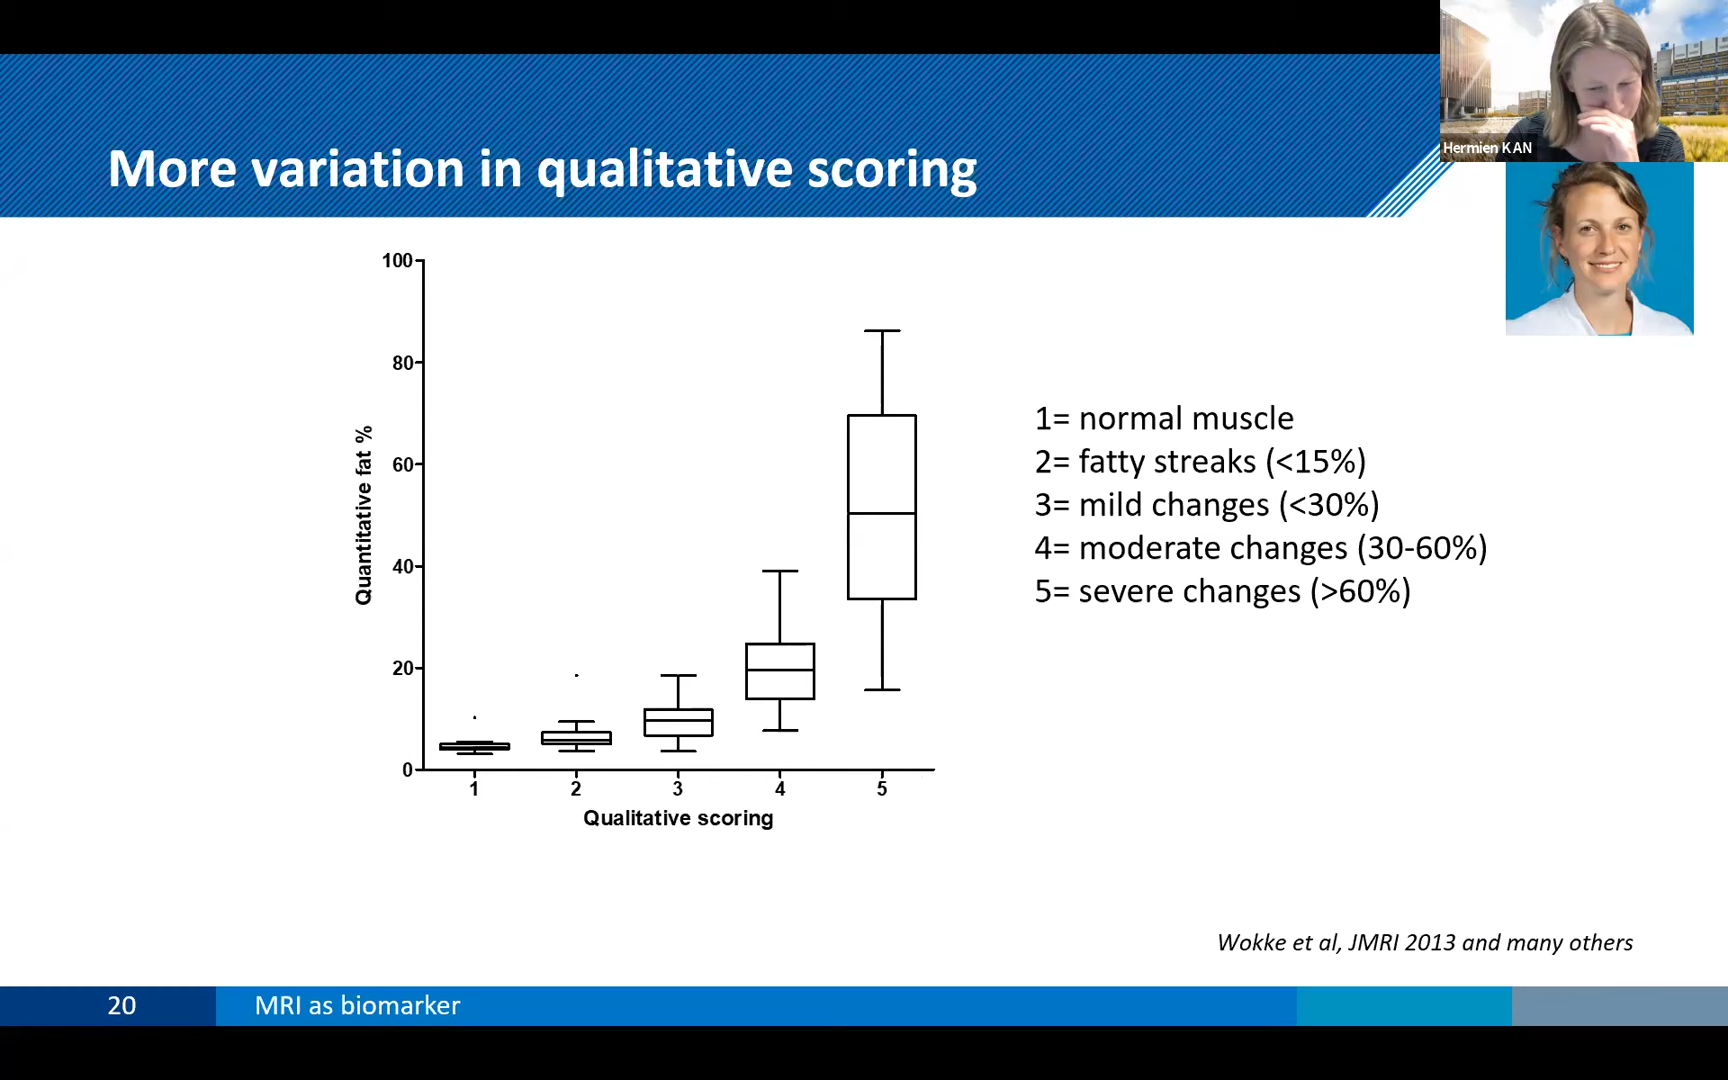 More variation in qualitative scoring
Hermien KAN
100
80
60
40
20
0
Quantitative fat %
1 2 3 4 5
Qualitative scoring
1= normal muscle
2= fatty streaks (<15%)
3= mild changes (<30%)
4= moderate changes (30-60%)
5= severe changes (>60%)
Wokke et al, JMRI 2013 and many others
20 MRI as biomarker